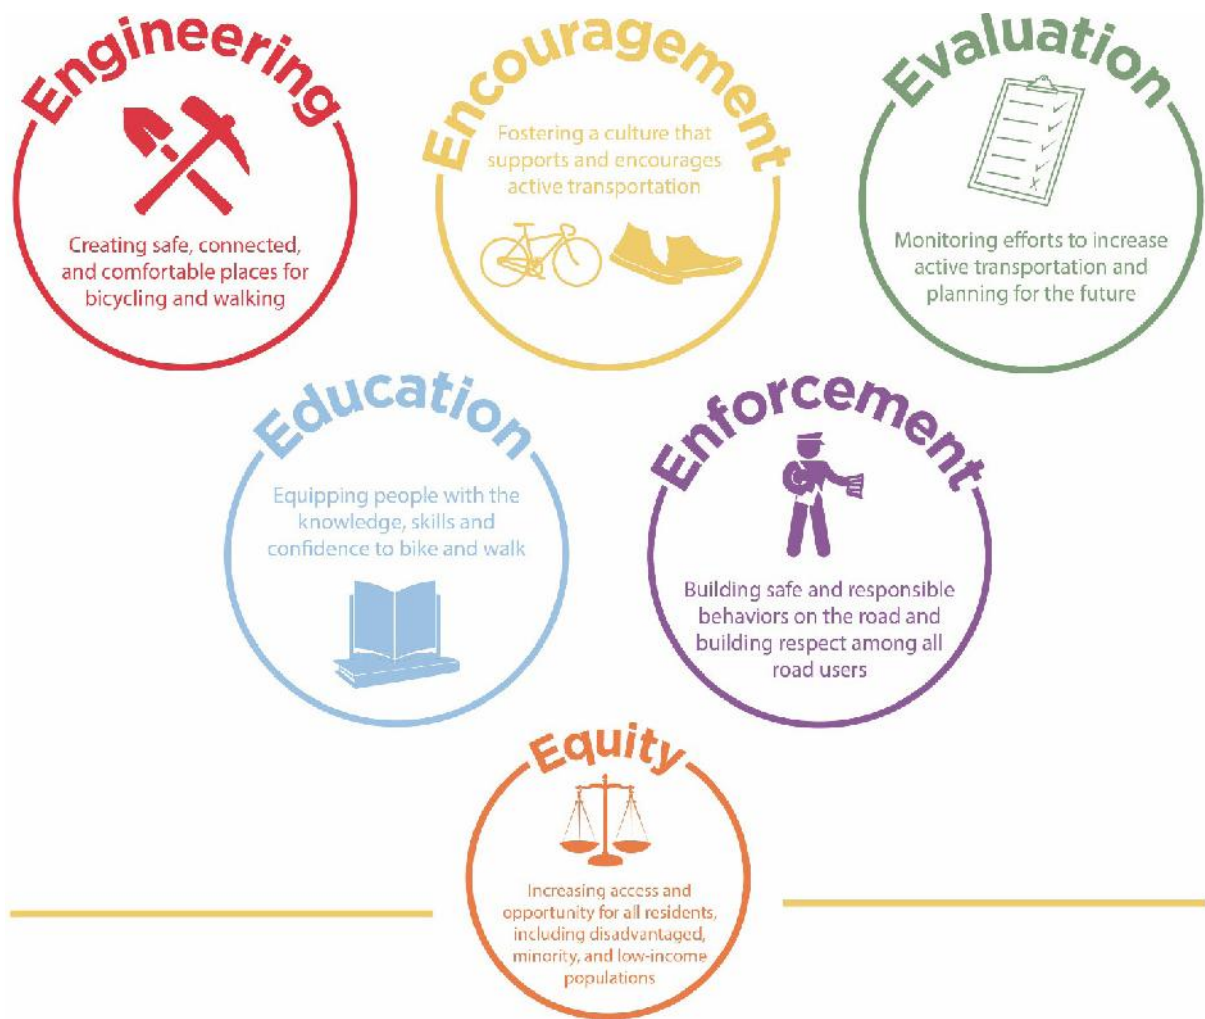 Engineering
Creating safe, connected,
and comfortable places for
bicycling and walking
Encouragement
Fostering a culture that
supports and encourages
active transportation
Evaluation
Monitoring efforts to increase
active transportation and
planning for the future
Education
Equipping people with the
knowledge, skills and
confidence to bike and walk
Enforcement
Building safe and responsible
behaviors on the road and
building respect among all
road users
Equity
Increasing access and
opportunity for all residents,
including disadvantaged,
minority, and low-income
populations